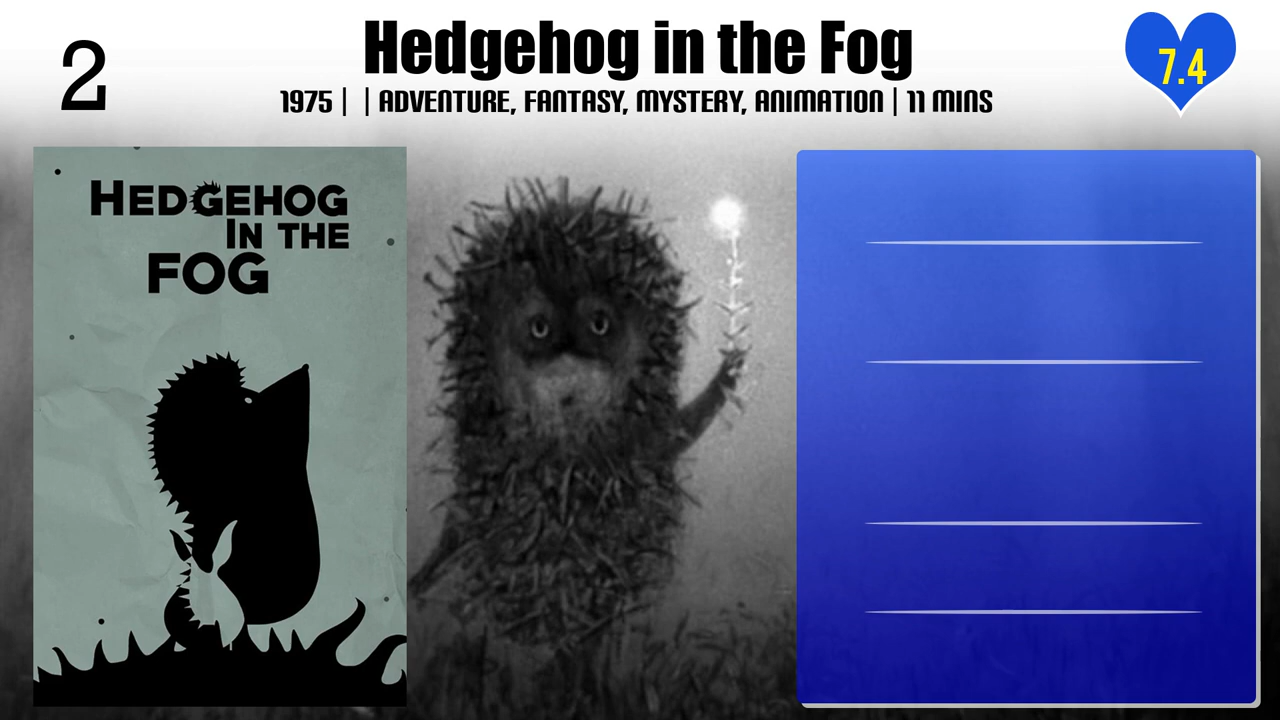 2
Hedgehog in the Fog
1975 | | ADVENTURE, FANTASY, MYSTERY, ANIMATION | 11 MINS
7.4
HEDGEHOG
IN THE
FOG